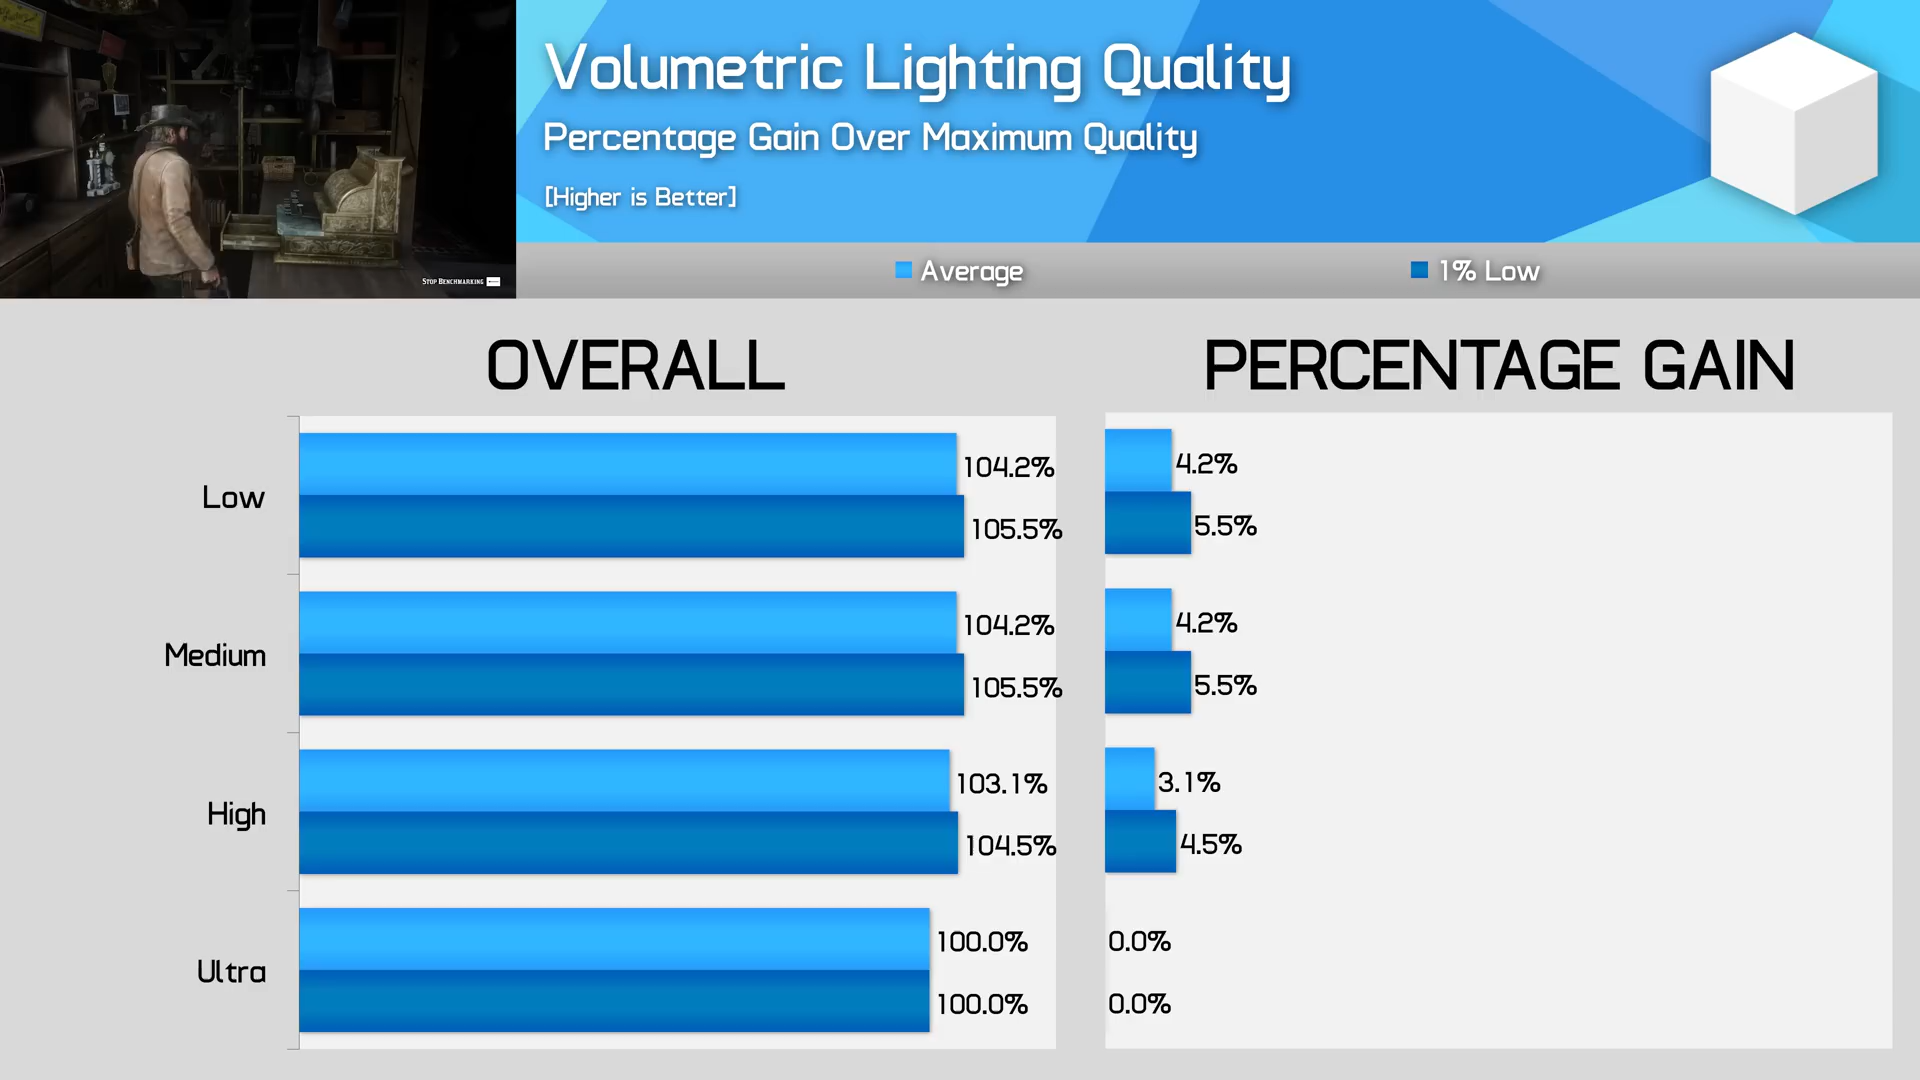 Volumetric Lighting Quality
Percentage Gain Over Maximum Quality
[Higher is Better]
STOP BENCHMARKING
Average 1% Low
OVERALL
PERCENTAGE GAIN
Low
104.2%
105.5%
4.2%
5.5%
Medium
104.2%
105.5%
4.2%
5.5%
High
103.1%
104.5%
3.1%
4.5%
Ultra
100.0%
100.0%
0.0%
0.0%